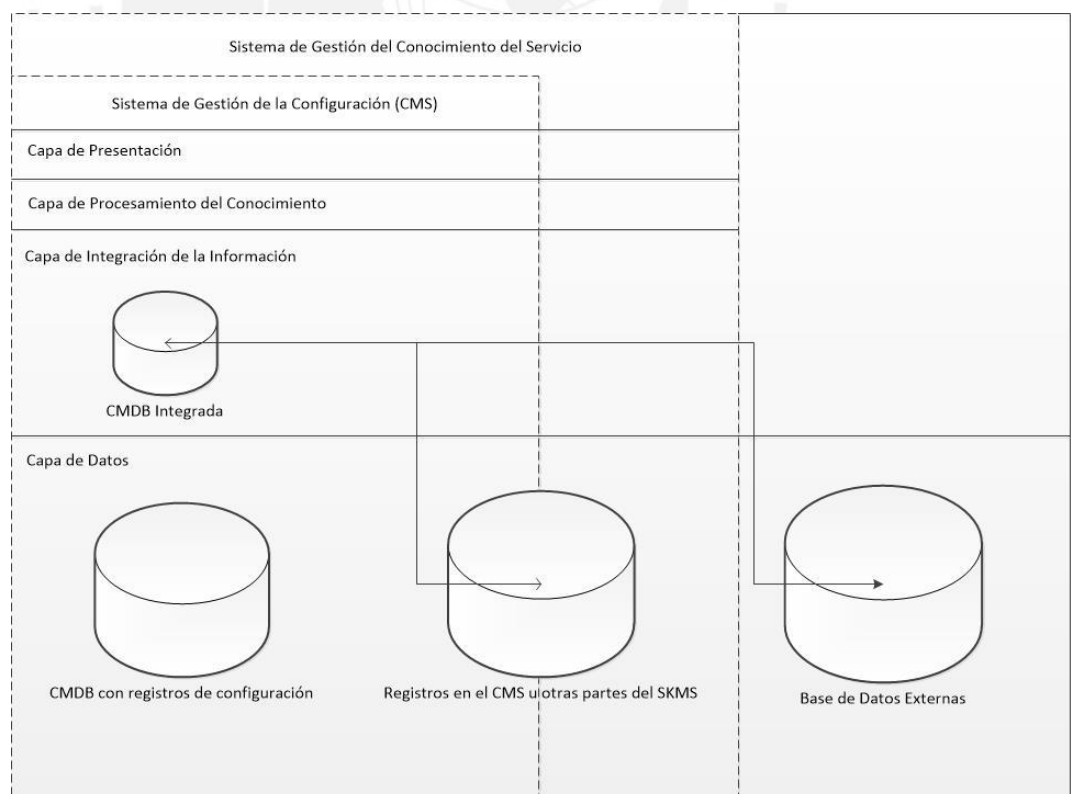 Sistema de Gestión del Conocimiento del Servicio
Sistema de Gestión de la Configuración (CMS)
Capa de Presentación
Capa de Procesamiento del Conocimiento
Capa de Integración de la Información
CMDB Integrada
Capa de Datos
CMDB con registros de configuración
Registros en el CMS u otras partes del SKMS
Base de Datos Externas